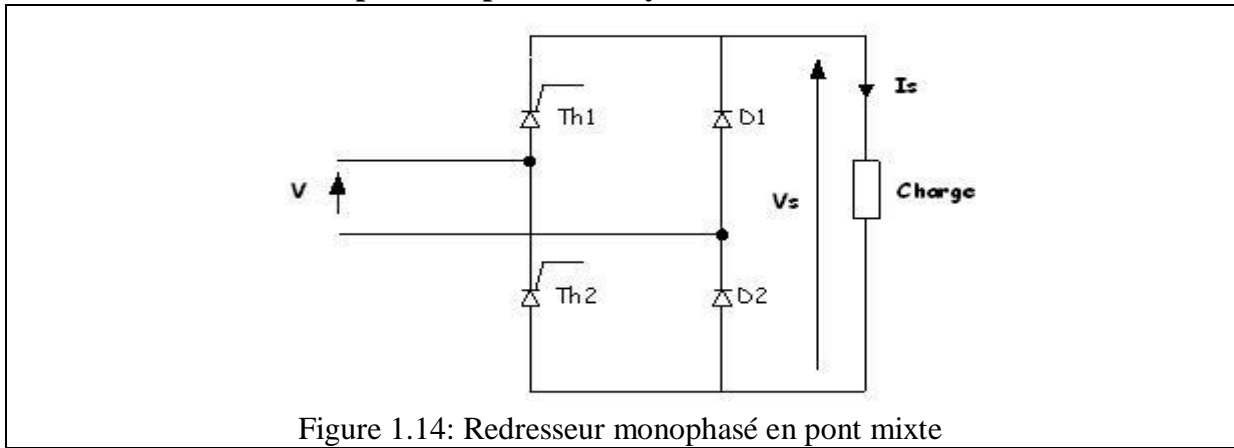 Th1
D1
Is
V
Vs
Charge
Th2
D2
Figure 1.14: Redresseur monophasé en pont mixte